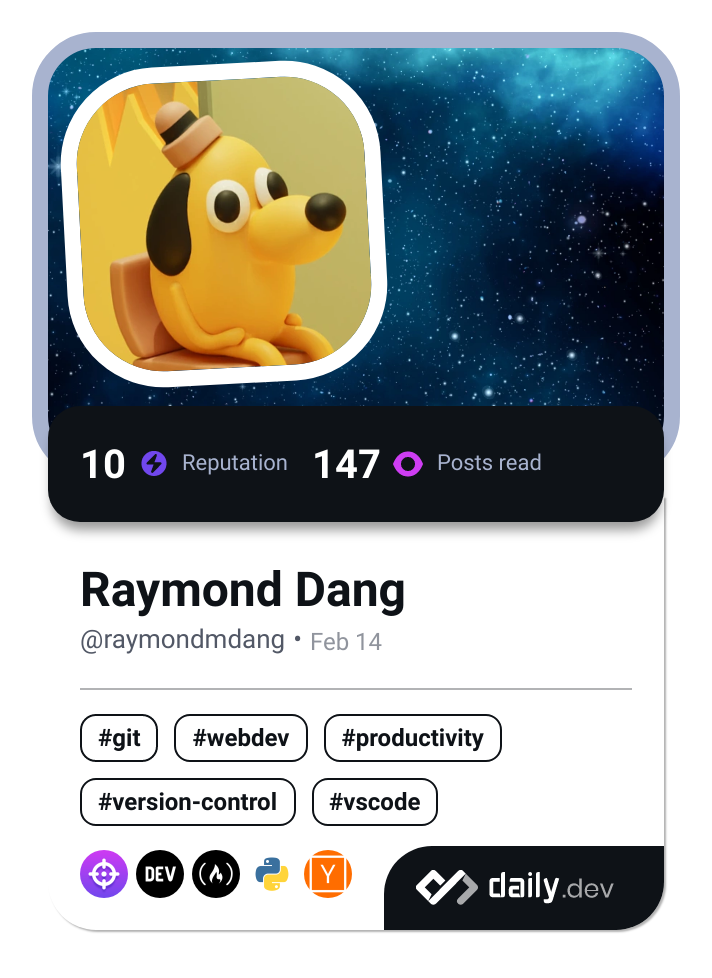 10 Reputation 147 Posts read
Raymond Dang
@raymondmdang • Feb 14
#git #webdev #productivity
#version-control #vscode
DEV Y daily.dev